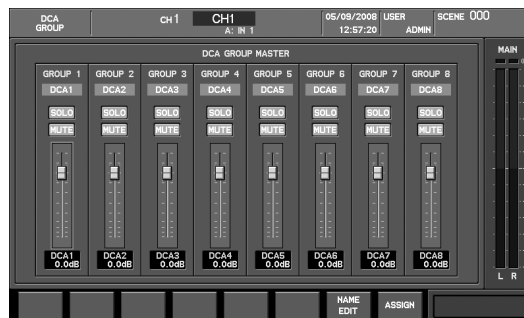 DCA GROUP
CH 1
CH1
A: IN 1
05/09/2008
12:57:20
USER
ADMIN
SCENE 000
MAIN
DCA GROUP MASTER
GROUP 1 GROUP 2 GROUP 3 GROUP 4 GROUP 5 GROUP 6 GROUP 7 GROUP 8
DCA1 DCA2 DCA3 DCA4 DCA5 DCA6 DCA7 DCA8
SOLO SOLO SOLO SOLO SOLO SOLO SOLO SOLO
MUTE MUTE MUTE MUTE MUTE MUTE MUTE MUTE
DCA1 DCA2 DCA3 DCA4 DCA5 DCA6 DCA7 DCA8
0.0dB 0.0dB 0.0dB 0.0dB 0.0dB 0.0dB 0.0dB 0.0dB
L R
NAME EDIT
ASSIGN